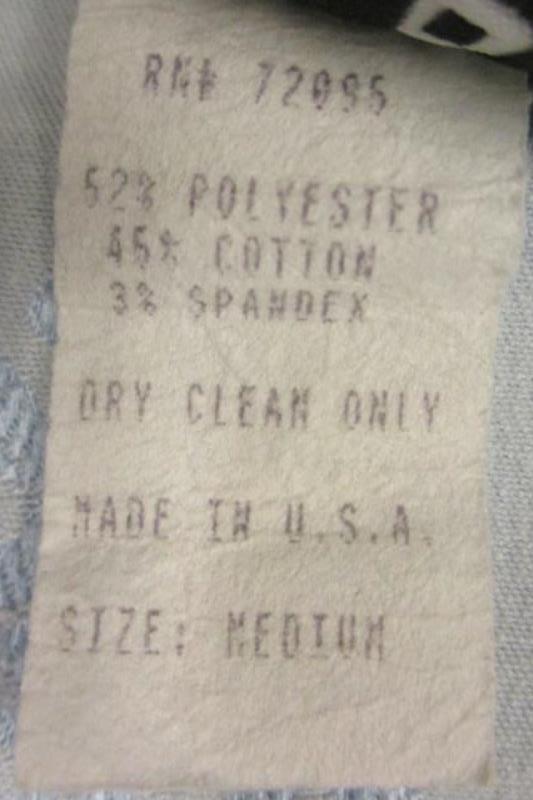 RN# 72095
52% POLYESTER
45% COTTON
3% SPANDEX
DRY CLEAN ONLY
MADE IN U.S.A.
SIZE: MEDIUM